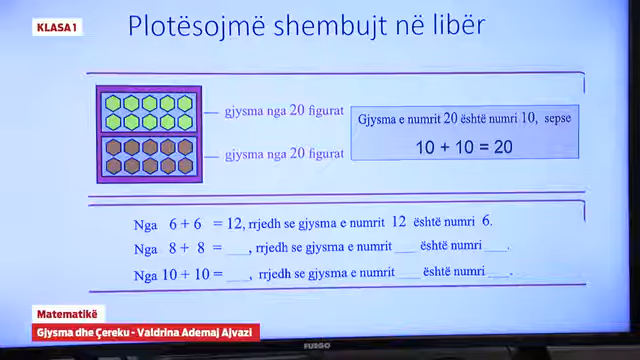 KLASA 1
Plotësojmë shembujt në libër
gjysma nga 20 figurat
gjysma nga 20 figurat
Gjysma e numrit 20 është numri 10, sepse
10 + 10 = 20
Nga 6 + 6 = 12, rrjedh se gjysma e numrit 12 është numri 6.
Nga 8 + 8 = ___, rrjedh se gjysma e numrit ___ është numri ___.
Nga 10 + 10 = ___, rrjedh se gjysma e numrit ___ është numri ___.
Matematikë
Gjysma dhe Çereku - Valdrina Ademaj Ajvazi
FURGO